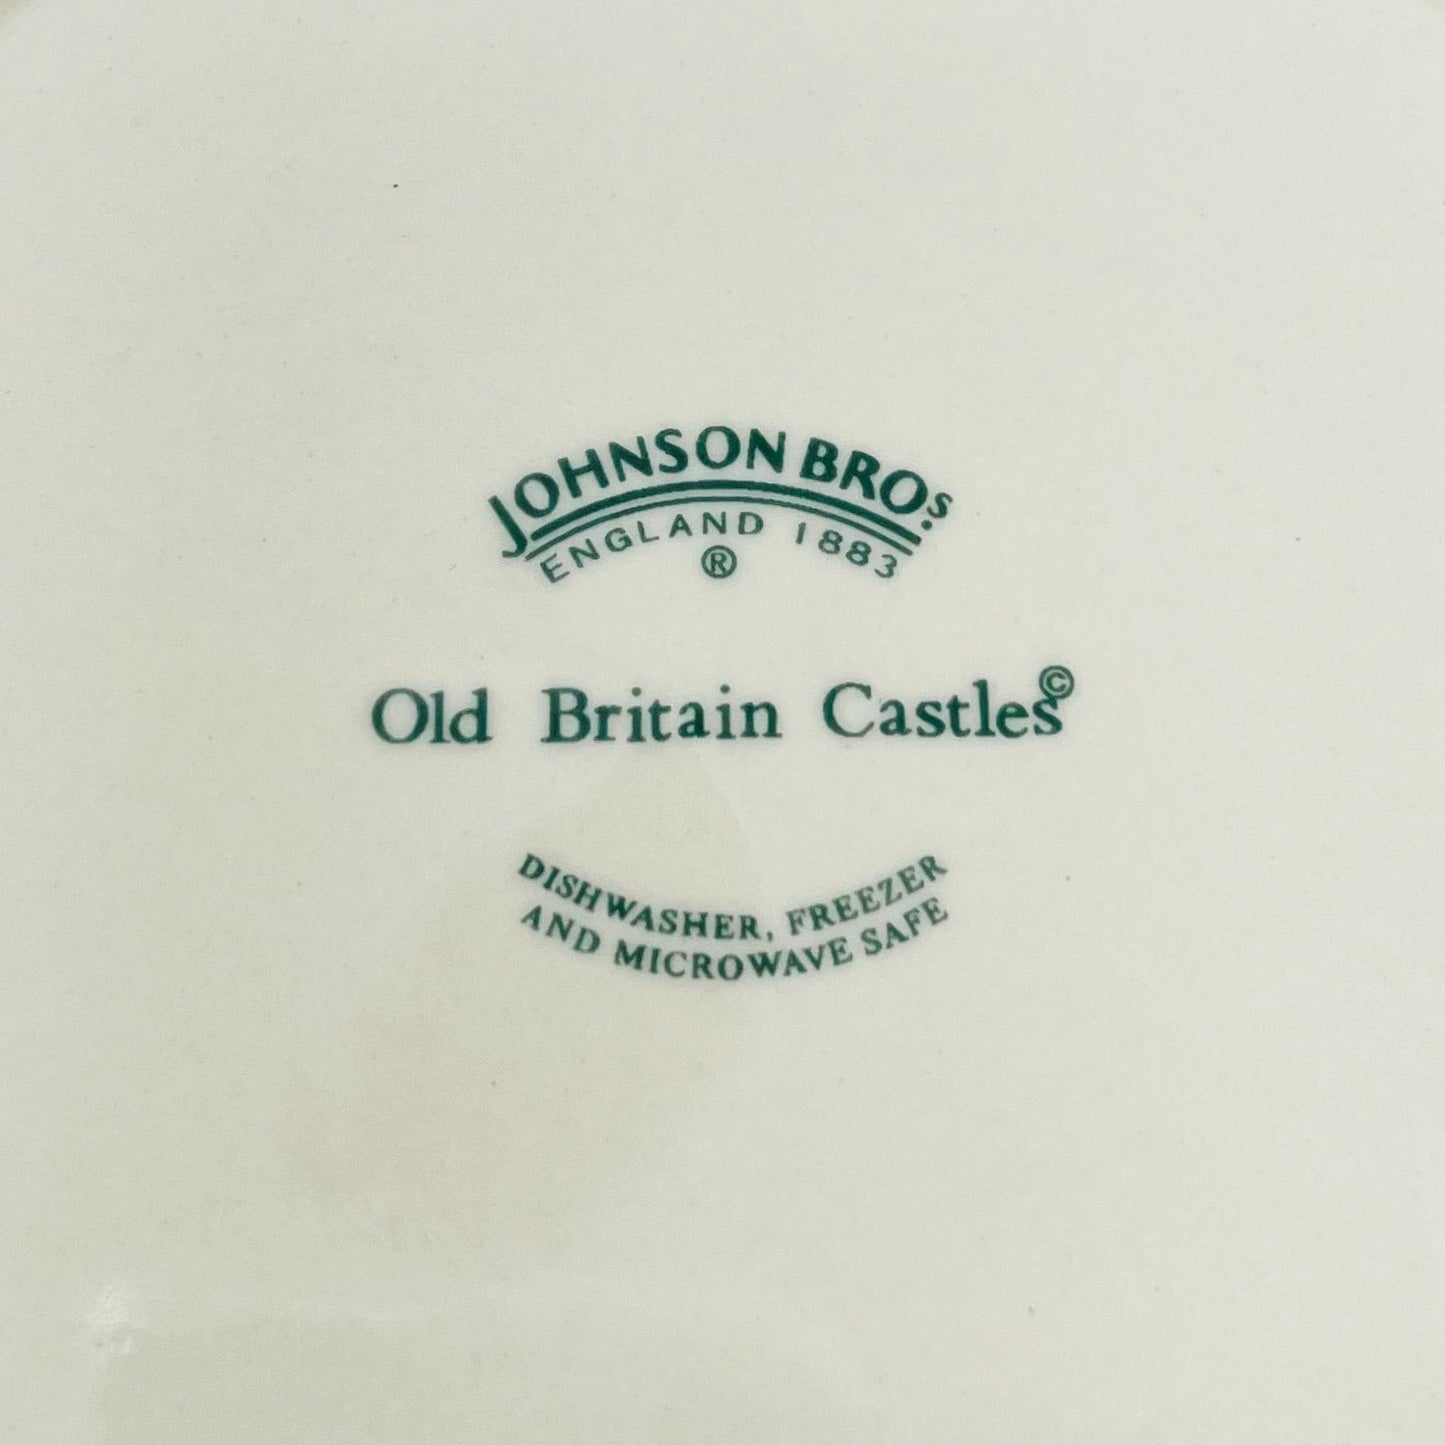 JOHNSON BROS.
ENGLAND 1883
®
Old Britain Castles©
DISHWASHER, FREEZER
AND MICROWAVE SAFE